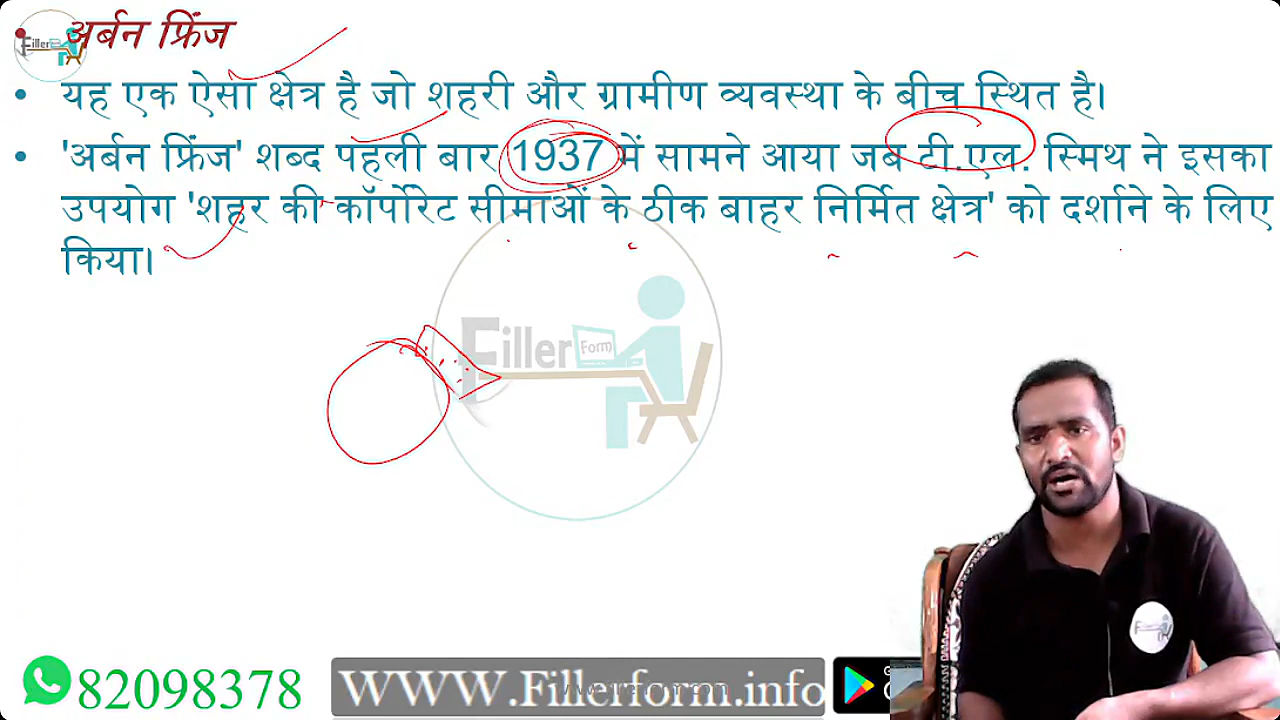 अर्बन फ्रिंज
• यह एक ऐसा क्षेत्र है जो शहरी और ग्रामीण व्यवस्था के बीच स्थित है।
• 'अर्बन फ्रिंज' शब्द पहली बार 1937 में सामने आया जब टी.एल. स्मिथ ने इसका
उपयोग 'शहर की कॉर्पोरेट सीमाओं के ठीक बाहर निर्मित क्षेत्र' को दर्शाने के लिए
किया।
Filler Form
82098378
WWW.Fillerform.info